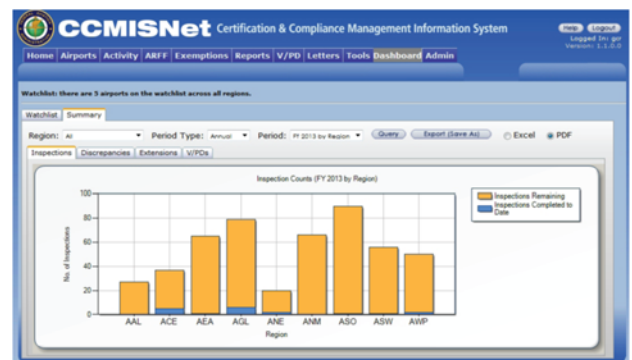 CCMISNet Certification & Compliance Management Information System
Help Logout
Logged In: gcr
Version: 1.1.0.0
Home Airports Activity ARFF Exemptions Reports V/PD Letters Tools Dashboard Admin
Watchlist: there are 5 airports on the watchlist across all regions.
Watchlist Summary
Region: All Period Type: Annual Period: FY 2013 by Region Query Export (Save As) Excel PDF
Inspections Discrepancies Extensions V/PDs
Inspection Counts (FY 2013 by Region)
Inspections Remaining
Inspections Completed to
Date
No. of Inspections
100
80
60
40
20
0
AAL ACE AEA AGL ANE ANM ASO ASW AWP
Region